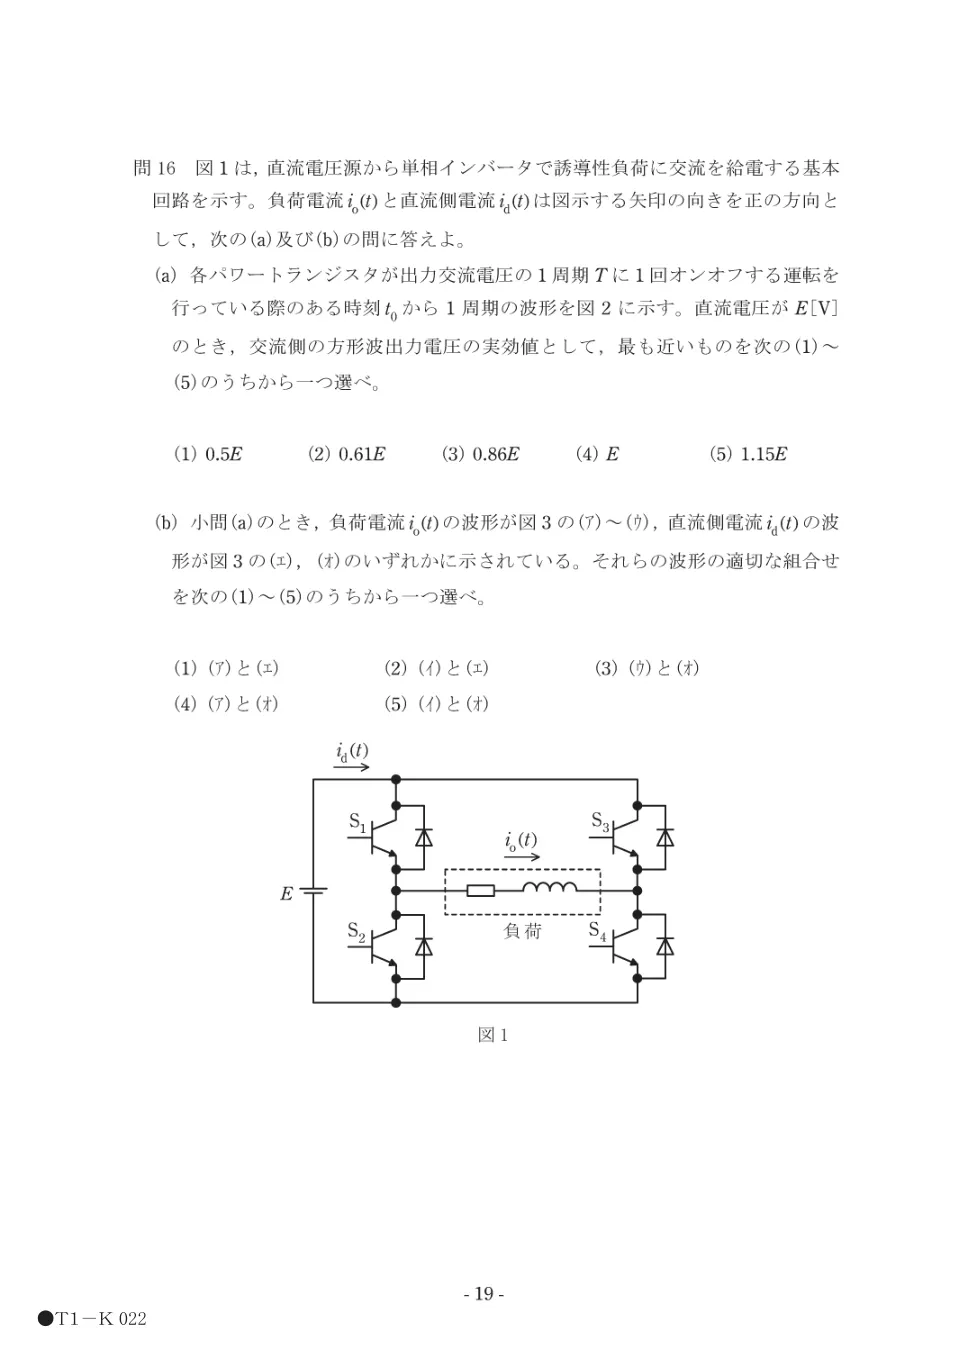 問 16　図 1 は，直流電圧源から単相インバータで誘導性負荷に交流を給電する基本
回路を示す。負荷電流 io(t) と直流側電流 id(t) は図示する矢印の向きを正の方向と
して，次の(a)及び(b)の問に答えよ。
(a) 各パワートランジスタが出力交流電圧の 1 周期 T に 1 回オンオフする運転を
行っている際のある時刻 t0 から 1 周期の波形を図 2 に示す。直流電圧が E[V]
のとき，交流側の方形波出力電圧の実効値として，最も近いものを次の(1)～
(5)のうちから一つ選べ。
(1) 0.5E　(2) 0.61E　(3) 0.86E　(4) E　(5) 1.15E
(b) 小問(a)のとき，負荷電流 io(t) の波形が図 3 の(ｱ)～(ｳ)，直流側電流 id(t) の波
形が図 3 の(ｴ)，(ｵ)のいずれかに示されている。それらの波形の適切な組合せ
を次の(1)～(5)のうちから一つ選べ。
(1) (ｱ)と(ｴ)　(2) (ｲ)と(ｴ)　(3) (ｳ)と(ｵ)
(4) (ｱ)と(ｵ)　(5) (ｲ)と(ｵ)
id(t)
S1
S3
io(t)
E
S2
負荷
S4
図 1
- 19 -
●T1－K 022